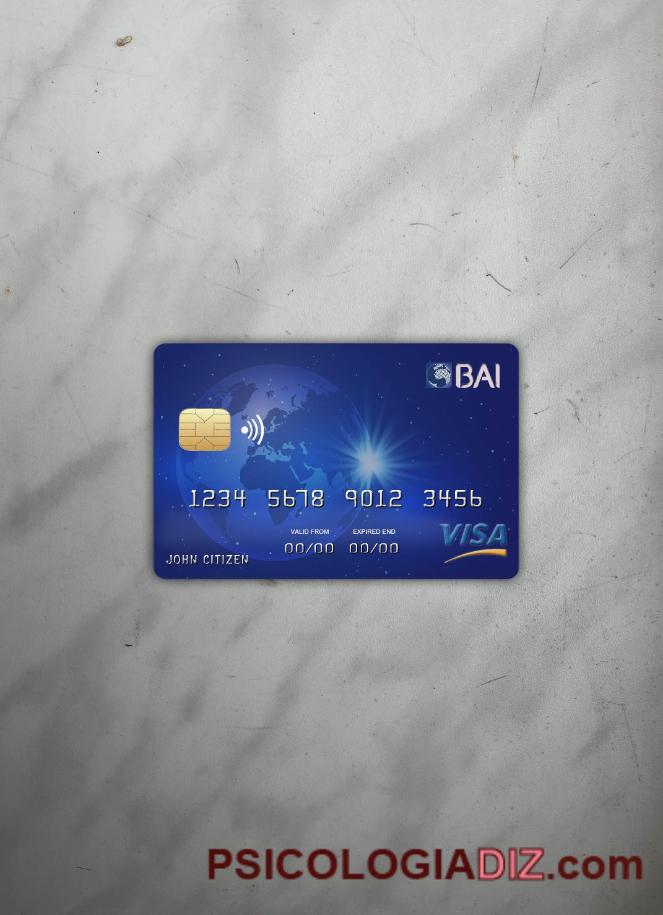 BAI
1234 5678 9012 3456
VALID FROM EXPIRED END
00/00 00/00
JOHN CITIZEN
VISA
PSICOLOGIADIZ.com